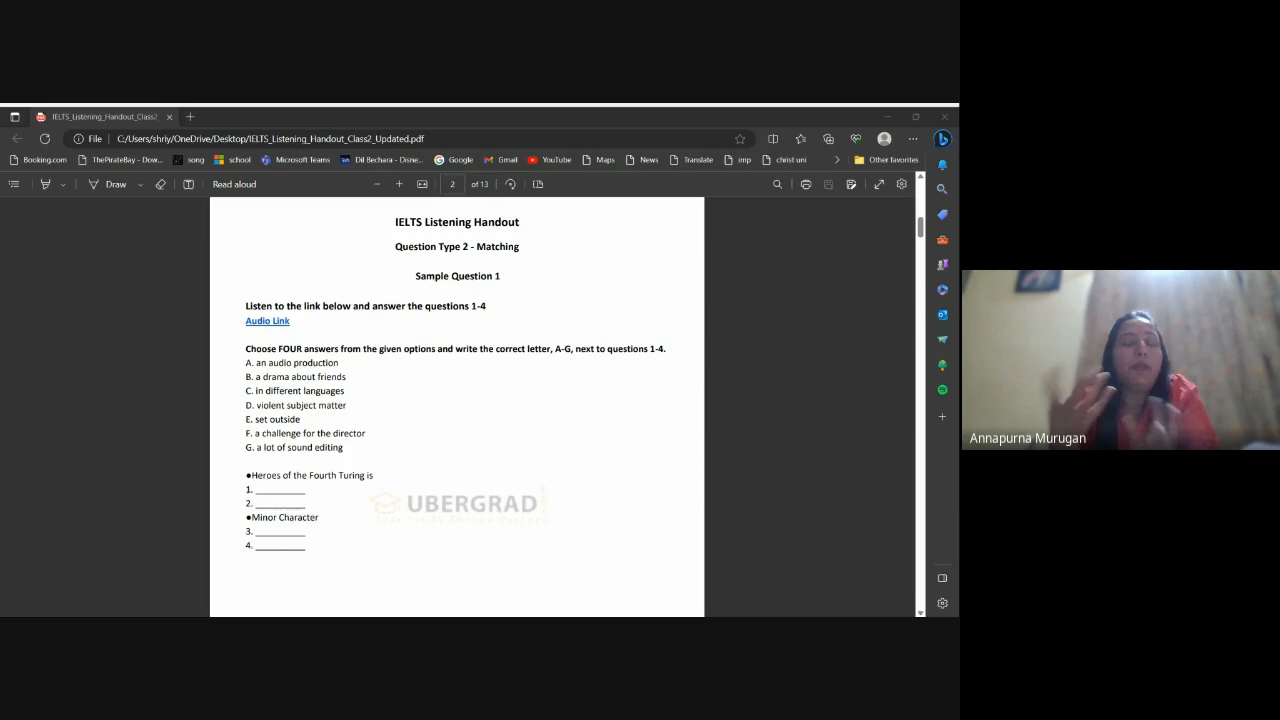 IELTS_Listening_Handout_Class2_
File C:/Users/shriy/OneDrive/Desktop/IELTS_Listening_Handout_Class2_Updated.pdf
Booking.com ThePirateBay - Dow... song school Microsoft Teams Dil Bechara - Disne... Google Gmail YouTube Maps News Translate imp christ uni Other favorites
Draw Read aloud 2 of 13
IELTS Listening Handout
Question Type 2 - Matching
Sample Question 1
Listen to the link below and answer the questions 1-4
Audio Link
Choose FOUR answers from the given options and write the correct letter, A-G, next to questions 1-4.
A. an audio production
B. a drama about friends
C. in different languages
D. violent subject matter
E. set outside
F. a challenge for the director
G. a lot of sound editing
●Heroes of the Fourth Turing is
1. __________
2. __________
UBERGRAD
●Minor Character
3. __________
4. __________
Annapurna Murugan